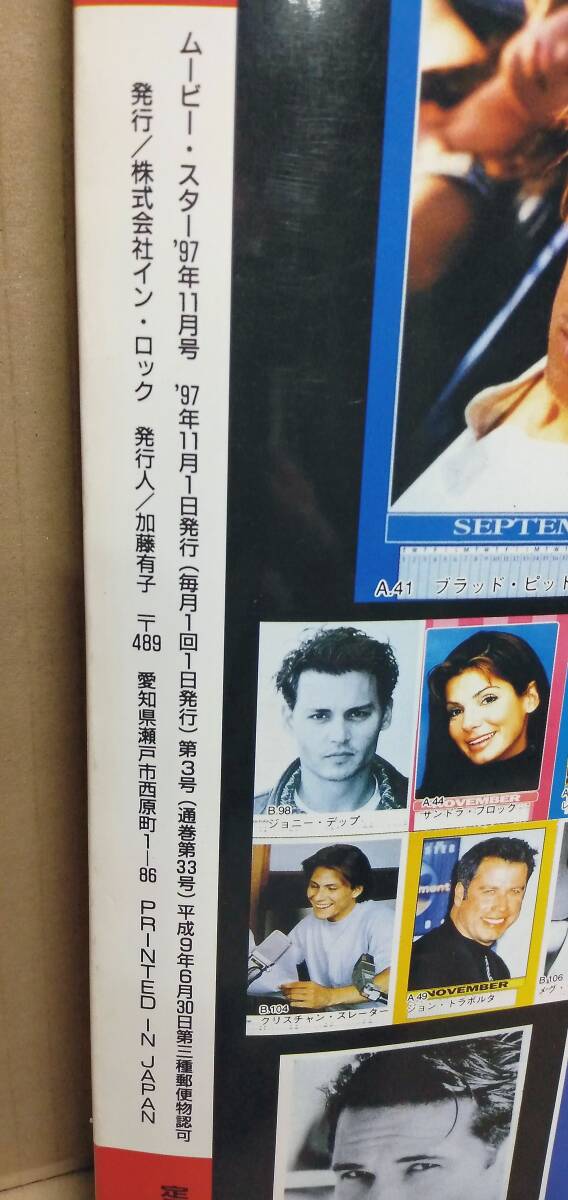 ムービー・スター'97年11月号 '97年11月1日発行（毎月1回1日発行）第3号（通巻第33号）平成9年6月30日第三種郵便物認可
発行／株式会社イン・ロック 発行人／加藤有子 〒489 愛知県瀬戸市西原町1―86 PRINTED IN JAPAN
定
SEPTEM
A.41 ブラッド・ピット
B.98
ジョニー・デップ
A.44
NOVEMBER
サンドラ・ブロック
B.104
クリスチャン・スレーター
A.49
NOVEMBER
ジョン・トラボルタ
B.106
メグ・